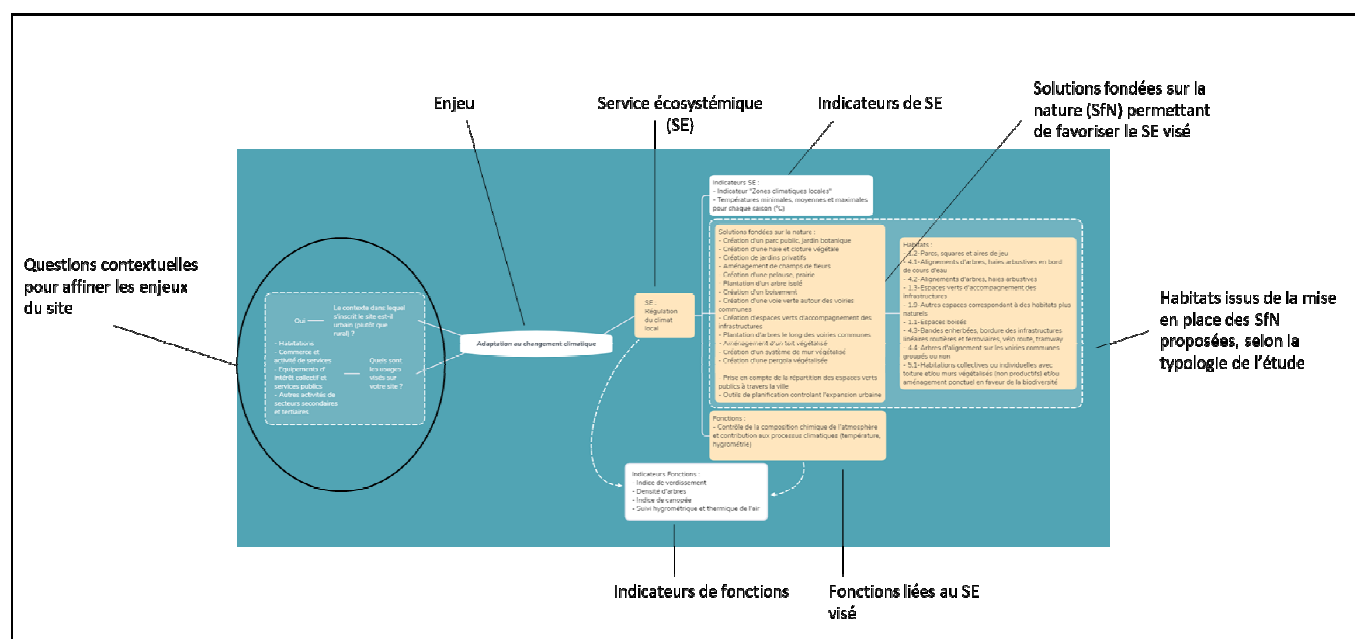 Enjeu
Service écosystémique
(SE)
Indicateurs de SE
Solutions fondées sur la
nature (SfN) permettant
de favoriser le SE visé
Questions contextuelles
pour affiner les enjeux
du site
Oui
Le contexte dans lequel
s'inscrit le site est-il
urbain (plutôt que
rural) ?
- Habitations
- Commerce et
activité de services
- Equipements d'
intérêt collectif et
services publics
- Autres activités de
secteurs secondaires
et tertiaires
Quels sont
les usages
visés sur
votre site ?
Adaptation au changement climatique
SE :
Régulation
du climat
local
Indicateurs SE :
- Indicateur "Zones climatiques locales"
- Températures minimales, moyennes et maximales
pour chaque saison (°C)
Solutions fondées sur la nature :
- Création d'un parc public, jardin botanique
- Création d'une haie et cloture végétale
- Création de jardins privatifs
- Aménagement de champs de fleurs
Création d'une pelouse, prairie
Plantation d'un arbre isolé
- Création d'un boisement
- Création d'une voie verte autour des voiries
communes
- Création d'espaces verts d'accompagnement des
infrastructures
- Plantation d'arbres le long des voiries communes
- Aménagement d'un toit végétalisé
- Création d'un système de mur végétalisé
- Création d'une pergola végétalisée
Prise en compte de la répartition des espaces verts
publics à travers la ville
- Outils de planification controlant l'expansion urbaine
Habitats :
- 1.2-Parcs, squares et aires de jeu
- 4.1-Alignements d'arbres, haies arbustives en bord
de cours d'eau
- 4.2-Alignements d'arbres, haies arbustives
- 1.3-Espaces verts d'accompagnement des
infrastructures
- 1.0-Autres espaces correspondant à des habitats plus
naturels
- 1.1-Espaces boisés
- 4.3-Bandes enherbées, bordure des infrastructures
linéaires routières et ferroviaires, vélo route, tramway
- 4.4-Arbres d'alignement sur les voiries communes
groupés ou non
- 5.1-Habitations collectives ou individuelles avec
toiture et/ou murs végétalisés (non productifs) et/ou
aménagement ponctuel en faveur de la biodiversité
Habitats issus de la mise
en place des SfN
proposées, selon la
typologie de l'étude
Fonctions :
- Contrôle de la composition chimique de l'atmosphère
et contribution aux processus climatiques (température,
hygrométrie)
Indicateurs Fonctions :
Indice de verdissement
- Densité d'arbres
- Indice de canopée
- Suivi hygrométrique et thermique de l'air
Indicateurs de fonctions
Fonctions liées au SE
visé